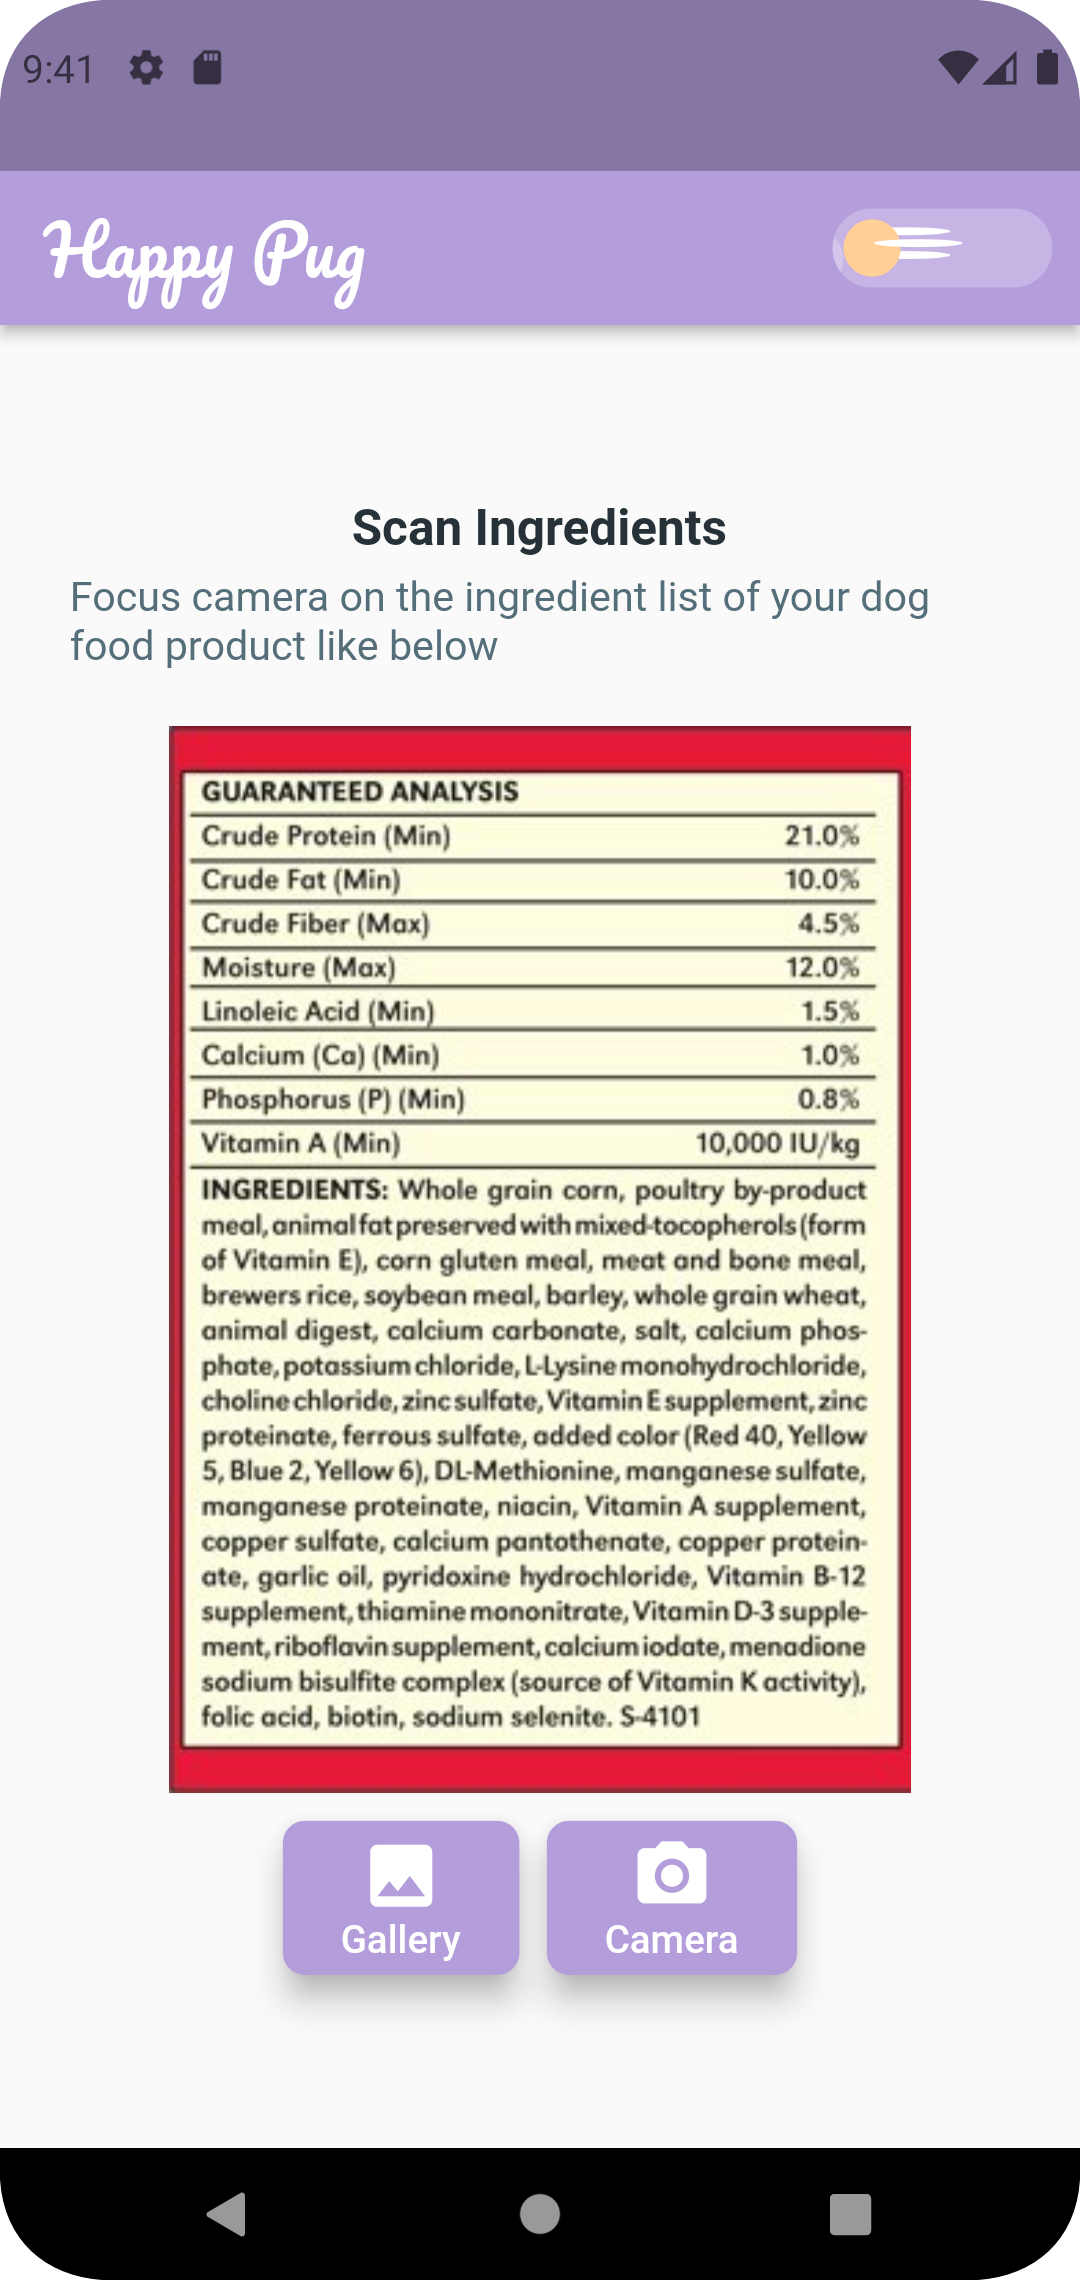 9:41
Happy Pug
Scan Ingredients
Focus camera on the ingredient list of your dog
food product like below
GUARANTEED ANALYSIS
Crude Protein (Min) 21.0%
Crude Fat (Min) 10.0%
Crude Fiber (Max) 4.5%
Moisture (Max) 12.0%
Linoleic Acid (Min) 1.5%
Calcium (Ca) (Min) 1.0%
Phosphorus (P) (Min) 0.8%
Vitamin A (Min) 10,000 IU/kg
INGREDIENTS: Whole grain corn, poultry by-product
meal, animal fat preserved with mixed-tocopherols (form
of Vitamin E), corn gluten meal, meat and bone meal,
brewers rice, soybean meal, barley, whole grain wheat,
animal digest, calcium carbonate, salt, calcium phos-
phate, potassium chloride, L-Lysine monohydrochloride,
choline chloride, zinc sulfate, Vitamin E supplement, zinc
proteinate, ferrous sulfate, added color (Red 40, Yellow
5, Blue 2, Yellow 6), DL-Methionine, manganese sulfate,
manganese proteinate, niacin, Vitamin A supplement,
copper sulfate, calcium pantothenate, copper protein-
ate, garlic oil, pyridoxine hydrochloride, Vitamin B-12
supplement, thiamine mononitrate, Vitamin D-3 supple-
ment, riboflavin supplement, calcium iodate, menadione
sodium bisulfite complex (source of Vitamin K activity),
folic acid, biotin, sodium selenite. S-4101
Gallery
Camera